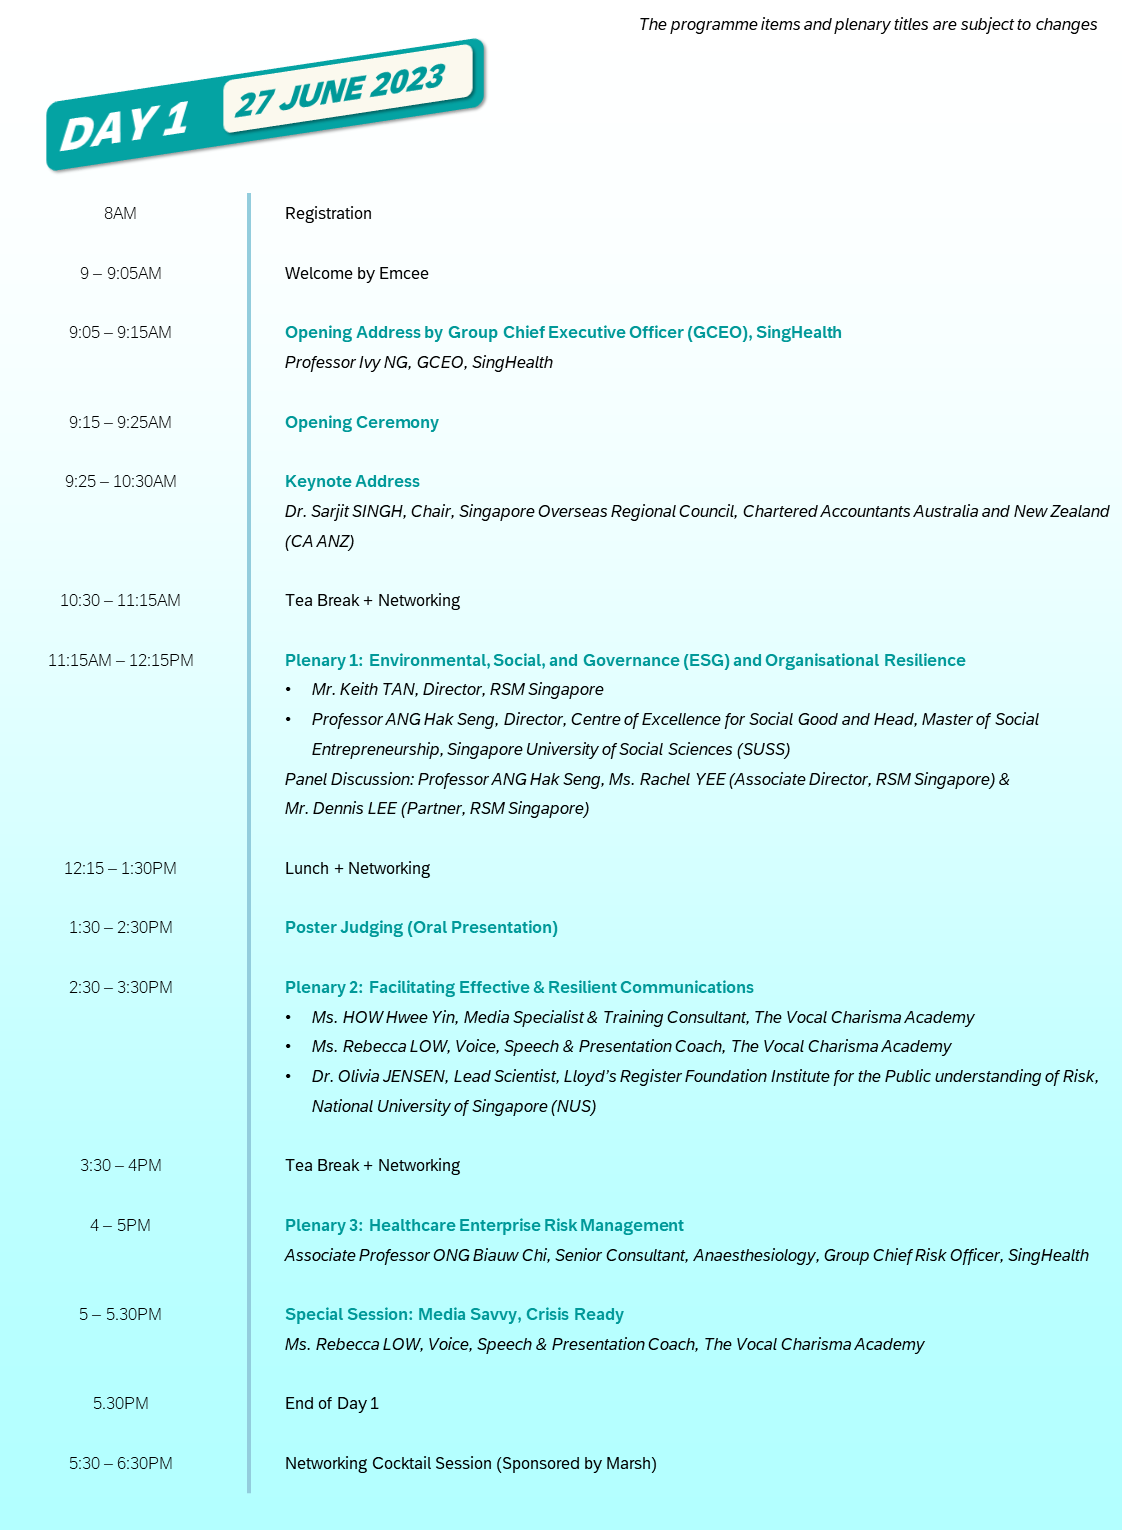 The programme items and plenary titles are subject to changes
DAY 1 27 JUNE 2023
8AM Registration
9 – 9:05AM Welcome by Emcee
9:05 – 9:15AM Opening Address by Group Chief Executive Officer (GCEO), SingHealth
Professor Ivy NG, GCEO, SingHealth
9:15 – 9:25AM Opening Ceremony
9:25 – 10:30AM Keynote Address
Dr. Sarjit SINGH, Chair, Singapore Overseas Regional Council, Chartered Accountants Australia and New Zealand
(CA ANZ)
10:30 – 11:15AM Tea Break + Networking
11:15AM – 12:15PM Plenary 1: Environmental, Social, and Governance (ESG) and Organisational Resilience
• Mr. Keith TAN, Director, RSM Singapore
• Professor ANG Hak Seng, Director, Centre of Excellence for Social Good and Head, Master of Social
Entrepreneurship, Singapore University of Social Sciences (SUSS)
Panel Discussion: Professor ANG Hak Seng, Ms. Rachel YEE (Associate Director, RSM Singapore) &
Mr. Dennis LEE (Partner, RSM Singapore)
12:15 – 1:30PM Lunch + Networking
1:30 – 2:30PM Poster Judging (Oral Presentation)
2:30 – 3:30PM Plenary 2: Facilitating Effective & Resilient Communications
• Ms. HOW Hwee Yin, Media Specialist & Training Consultant, The Vocal Charisma Academy
• Ms. Rebecca LOW, Voice, Speech & Presentation Coach, The Vocal Charisma Academy
• Dr. Olivia JENSEN, Lead Scientist, Lloyd's Register Foundation Institute for the Public understanding of Risk,
National University of Singapore (NUS)
3:30 – 4PM Tea Break + Networking
4 – 5PM Plenary 3: Healthcare Enterprise Risk Management
Associate Professor ONG Biauw Chi, Senior Consultant, Anaesthesiology, Group Chief Risk Officer, SingHealth
5 – 5.30PM Special Session: Media Savvy, Crisis Ready
Ms. Rebecca LOW, Voice, Speech & Presentation Coach, The Vocal Charisma Academy
5.30PM End of Day 1
5:30 – 6:30PM Networking Cocktail Session (Sponsored by Marsh)